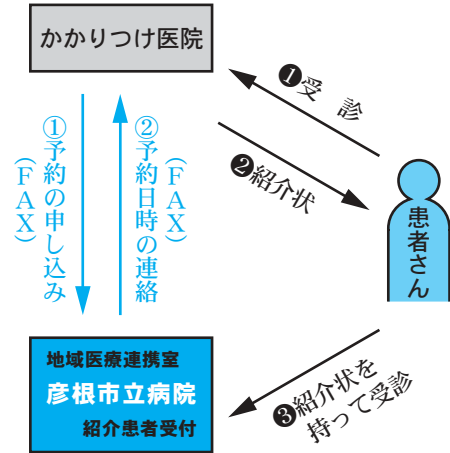 かかりつけ医院
❶受診
❷紹介状
①予約の申し込み
(FAX)
②予約日時の連絡
(FAX)
患者さん
地域医療連携室
彦根市立病院
紹介患者受付
❸紹介状を
持って受診